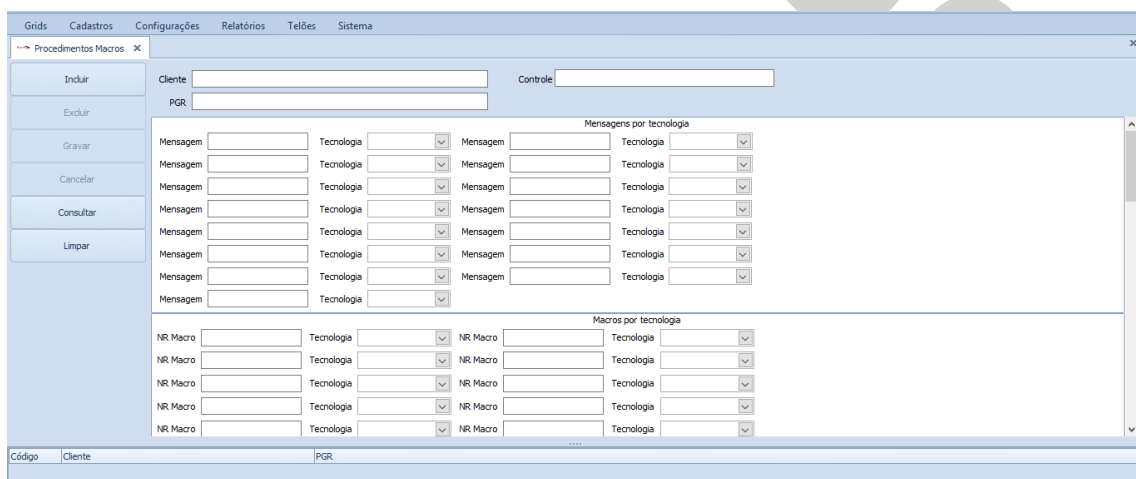 Grids Cadastros Configurações Relatórios Telões Sistema
Procedimentos Macros X
Incluir
Excluir
Gravar
Cancelar
Consultar
Limpar
Cliente Controle
PGR
Mensagens por tecnologia
Mensagem Tecnologia Mensagem Tecnologia
Mensagem Tecnologia Mensagem Tecnologia
Mensagem Tecnologia Mensagem Tecnologia
Mensagem Tecnologia Mensagem Tecnologia
Mensagem Tecnologia Mensagem Tecnologia
Mensagem Tecnologia Mensagem Tecnologia
Mensagem Tecnologia Mensagem Tecnologia
Mensagem Tecnologia
Macros por tecnologia
NR Macro Tecnologia NR Macro Tecnologia
NR Macro Tecnologia NR Macro Tecnologia
NR Macro Tecnologia NR Macro Tecnologia
NR Macro Tecnologia NR Macro Tecnologia
NR Macro Tecnologia NR Macro Tecnologia
Código Cliente PGR